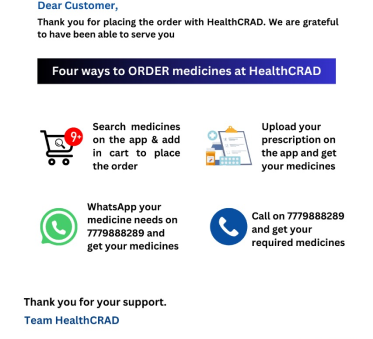 Dear Customer,
Thank you for placing the order with HealthCRAD. We are grateful
to have been able to serve you
Four ways to ORDER medicines at HealthCRAD
9+
Search medicines
on the app & add
in cart to place
the order
Upload your
prescription on
the app and get
your medicines
WhatsApp your
medicine needs on
7779888289 and
get your medicines
Call on 7779888289
and get your
required medicines
Thank you for your support.
Team HealthCRAD